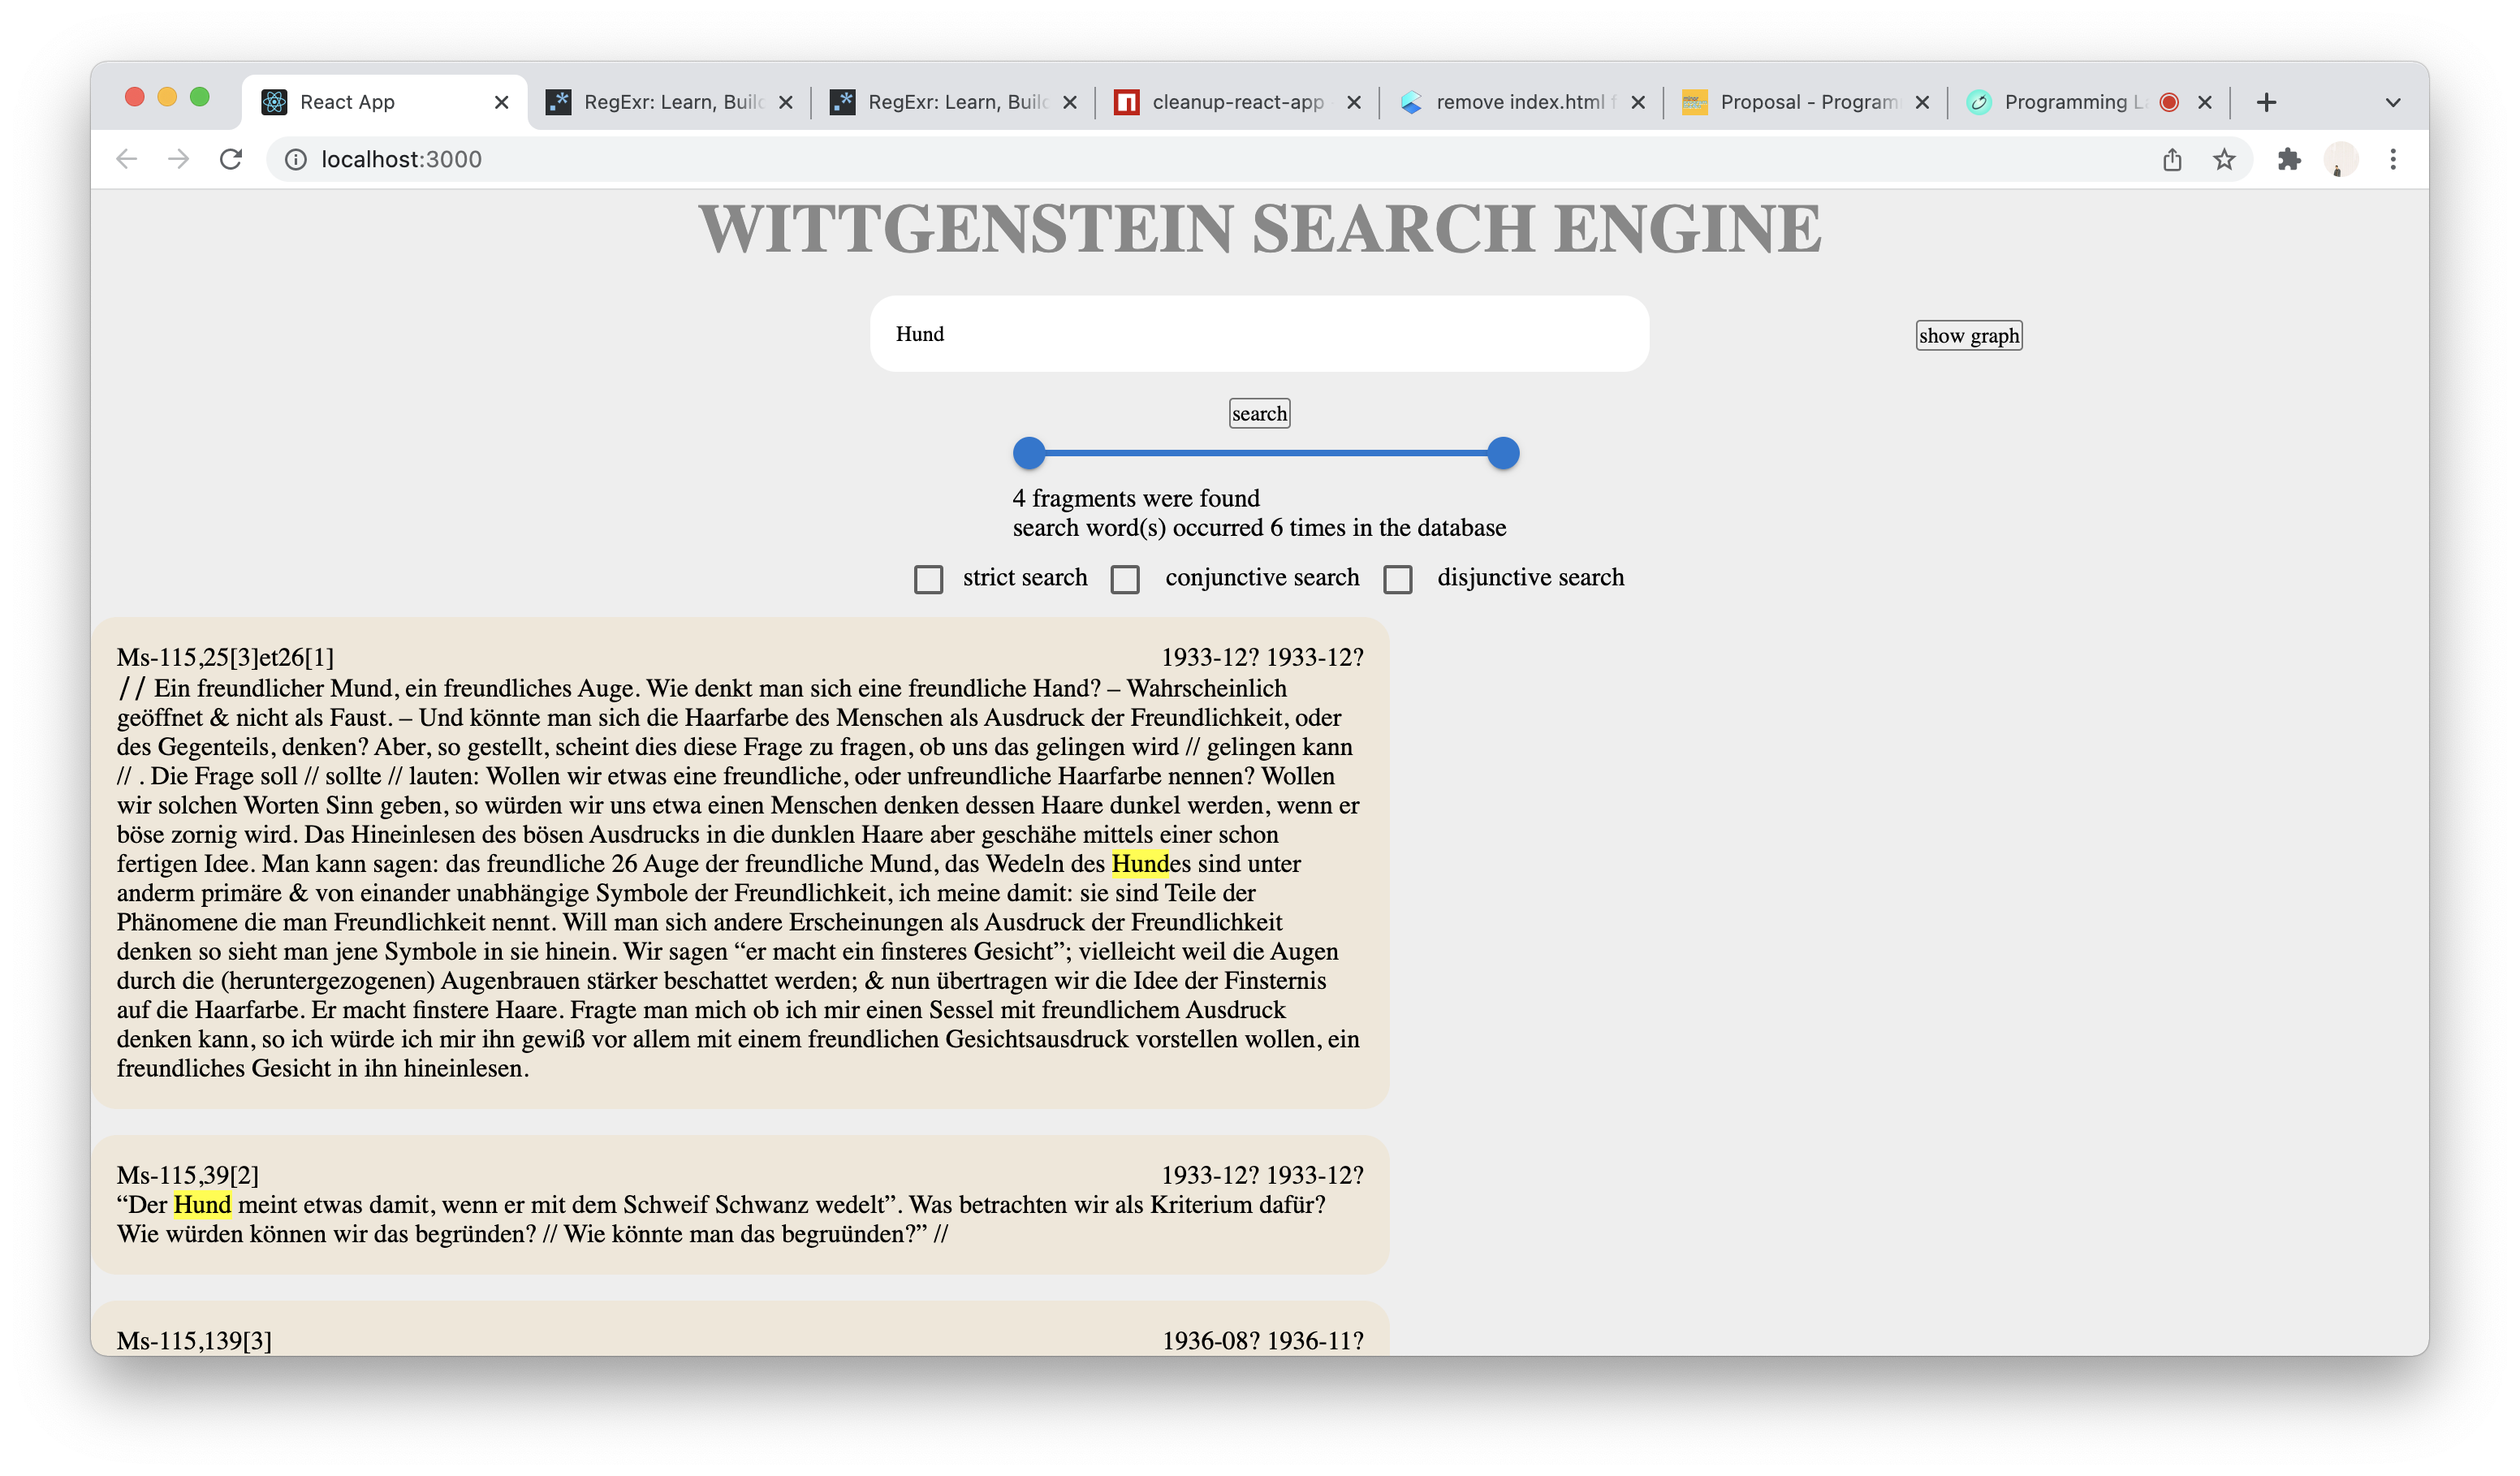 React App
RegExr: Learn, Build
RegExr: Learn, Build
cleanup-react-app
remove index.html f
Proposal - Program
Programming L
localhost:3000
WITTGENSTEIN SEARCH ENGINE
Hund
show graph
search
4 fragments were found
search word(s) occurred 6 times in the database
strict search conjunctive search disjunctive search
Ms-115,25[3]et26[1] 1933-12? 1933-12?
// Ein freundlicher Mund, ein freundliches Auge. Wie denkt man sich eine freundliche Hand? – Wahrscheinlich
geöffnet & nicht als Faust. – Und könnte man sich die Haarfarbe des Menschen als Ausdruck der Freundlichkeit, oder
des Gegenteils, denken? Aber, so gestellt, scheint dies diese Frage zu fragen, ob uns das gelingen wird // gelingen kann
// . Die Frage soll // sollte // lauten: Wollen wir etwas eine freundliche, oder unfreundliche Haarfarbe nennen? Wollen
wir solchen Worten Sinn geben, so würden wir uns etwa einen Menschen denken dessen Haare dunkel werden, wenn er
böse zornig wird. Das Hineinlesen des bösen Ausdrucks in die dunklen Haare aber geschähe mittels einer schon
fertigen Idee. Man kann sagen: das freundliche 26 Auge der freundliche Mund, das Wedeln des Hundes sind unter
anderm primäre & von einander unabhängige Symbole der Freundlichkeit, ich meine damit: sie sind Teile der
Phänomene die man Freundlichkeit nennt. Will man sich andere Erscheinungen als Ausdruck der Freundlichkeit
denken so sieht man jene Symbole in sie hinein. Wir sagen “er macht ein finsteres Gesicht”; vielleicht weil die Augen
durch die (heruntergezogenen) Augenbrauen stärker beschattet werden; & nun übertragen wir die Idee der Finsternis
auf die Haarfarbe. Er macht finstere Haare. Fragte man mich ob ich mir einen Sessel mit freundlichem Ausdruck
denken kann, so ich würde ich mir ihn gewiß vor allem mit einem freundlichen Gesichtsausdruck vorstellen wollen, ein
freundliches Gesicht in ihn hineinlesen.
Ms-115,39[2] 1933-12? 1933-12?
“Der Hund meint etwas damit, wenn er mit dem Schweif Schwanz wedelt”. Was betrachten wir als Kriterium dafür?
Wie würden können wir das begründen? // Wie könnte man das begruünden?” //
Ms-115,139[3] 1936-08? 1936-11?